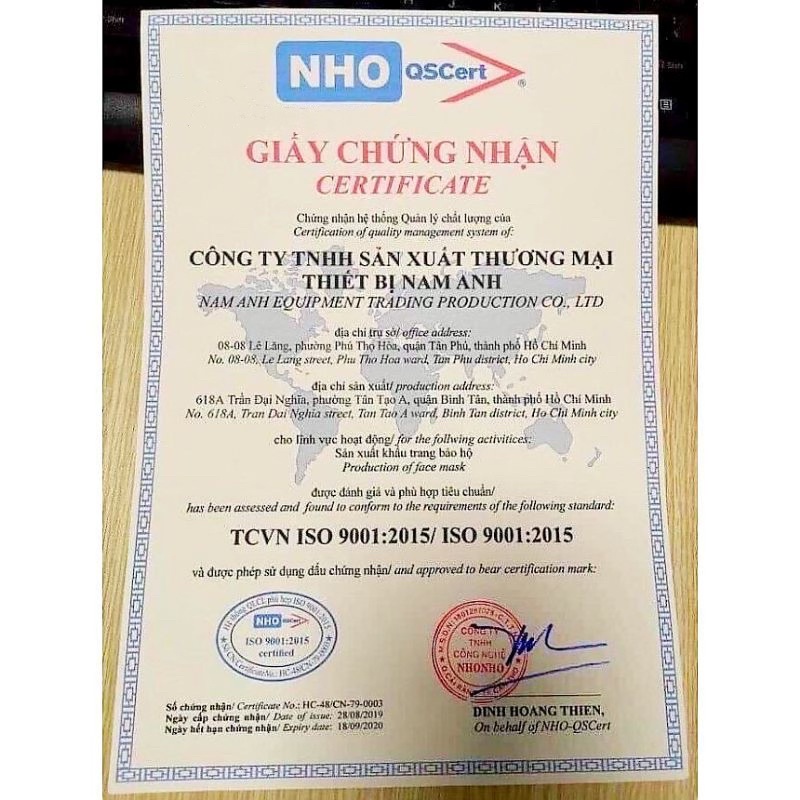 NHO QSCert ®
GIẤY CHỨNG NHẬN
CERTIFICATE
Chứng nhận hệ thống Quản lý chất lượng của
Certification of quality management system of:
CÔNG TY TNHH SẢN XUẤT THƯƠNG MẠI
THIẾT BỊ NAM ANH
NAM ANH EQUIPMENT TRADING PRODUCTION CO., LTD
địa chỉ trụ sở/ office address:
08-08 Lê Lăng, phường Phú Thọ Hòa, quận Tân Phú, thành phố Hồ Chí Minh
No. 08-08, Le Lang street, Phu Tho Hoa ward, Tan Phu district, Ho Chi Minh city
địa chỉ sản xuất/ production address:
618A Trần Đại Nghĩa, phường Tân Tạo A, quận Bình Tân, thành phố Hồ Chí Minh
No. 618A, Tran Dai Nghia street, Tan Tao A ward, Binh Tan district, Ho Chi Minh city
cho lĩnh vực hoạt động/ for the follwing activitices:
Sản xuất khẩu trang bảo hộ
Production of face mask
được đánh giá và phù hợp tiêu chuẩn/
has been assessed and found to conform to the requirements of the following standard:
TCVN ISO 9001:2015/ ISO 9001:2015
và được phép sử dụng dấu chứng nhận/ and approved to bear certification mark:
Hệ thống QLCL phù hợp ISO 9001:2015
NHO
ISO 9001:2015
certified
CÔNG TY
TNHH
CÔNG NGHỆ
NHONHO
Số chứng nhận/ Certificate No.: HC-48/CN-79-0003
Ngày cấp chứng nhận/ Date of issue: 28/08/2019
Ngày hết hạn chứng nhận/ Expiry date: 18/09/2020
DINH HOANG THIEN,
On behalf of NHO-QSCert